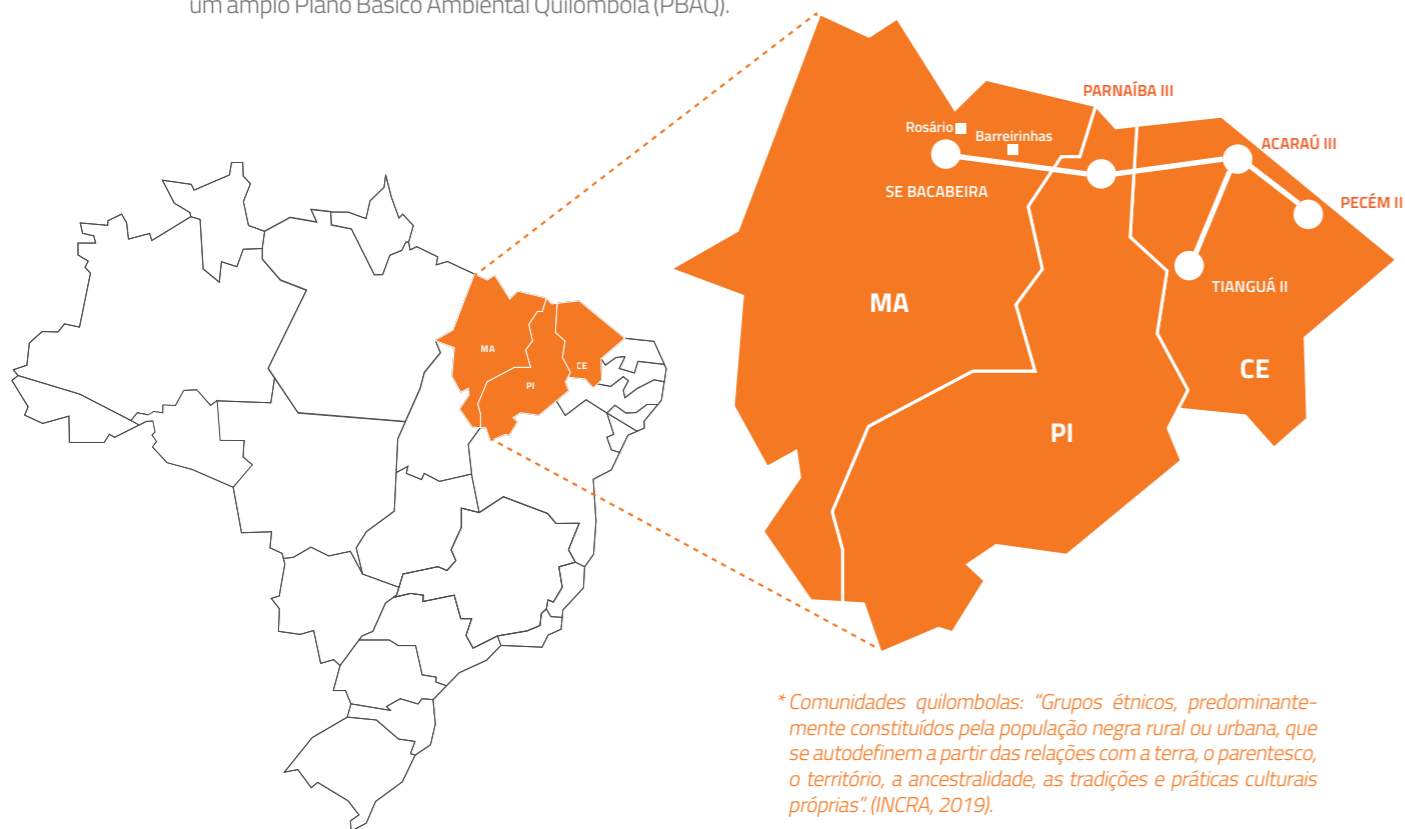 um amplo Plano Básico Ambiental Quilombola (PBAQ).
PARNAÍBA III
Rosário
Barreirinhas
ACARAÚ III
SE BACABEIRA
PECÉM II
TIANGUÁ II
MA
CE
PI
MA
CE
PI
* Comunidades quilombolas: “Grupos étnicos, predominante-
mente constituídos pela população negra rural ou urbana, que
se autodefinem a partir das relações com a terra, o parentesco,
o território, a ancestralidade, as tradições e práticas culturais
próprias”. (INCRA, 2019).